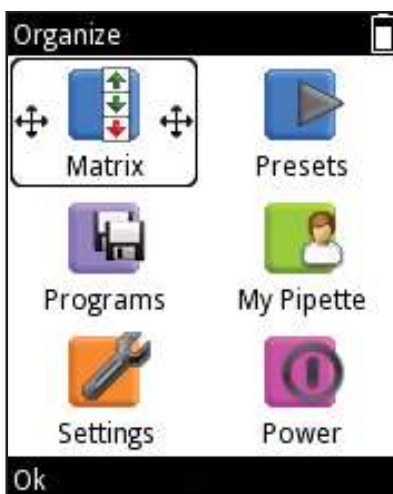 Organize
Matrix
Presets
Programs
My Pipette
Settings
Power
Ok